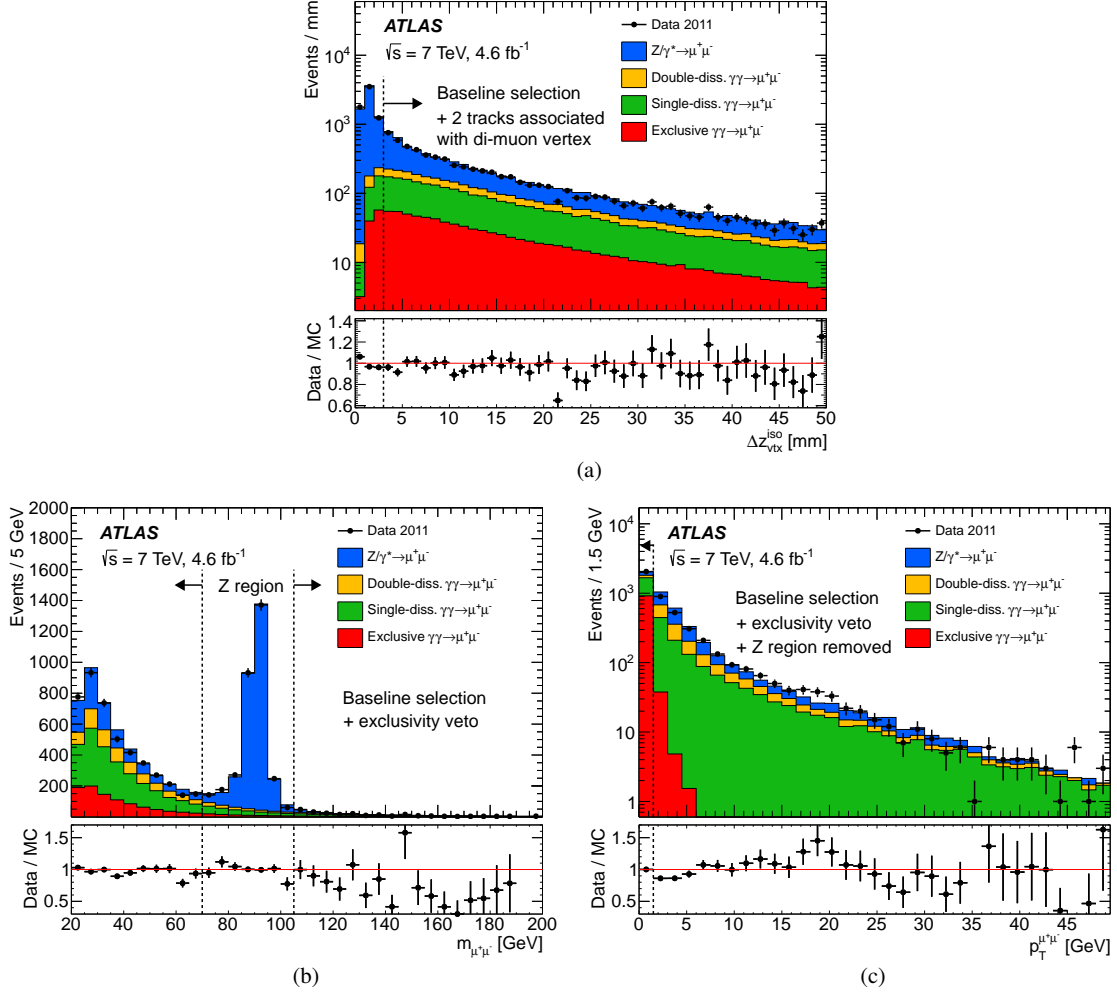 Events / mm
ATLAS
√s = 7 TeV, 4.6 fb⁻¹
Data 2011
Z/γ*→μ⁺μ⁻
Double-diss. γγ→μ⁺μ⁻
Single-diss. γγ→μ⁺μ⁻
Exclusive γγ→μ⁺μ⁻
Baseline selection
+ 2 tracks associated
with di-muon vertex
10⁴
10³
10²
10
Data / MC
1.4
1.2
1
0.8
0.6
0 5 10 15 20 25 30 35 40 45 50
Δz_vtx^iso [mm]
(a)
Events / 5 GeV
2000
1800
1600
1400
1200
1000
800
600
400
200
ATLAS
√s = 7 TeV, 4.6 fb⁻¹
Z region
Data 2011
Z/γ*→μ⁺μ⁻
Double-diss. γγ→μ⁺μ⁻
Single-diss. γγ→μ⁺μ⁻
Exclusive γγ→μ⁺μ⁻
Baseline selection
+ exclusivity veto
Data / MC
1.5
1
0.5
20 40 60 80 100 120 140 160 180 200
m_μ⁺μ⁻ [GeV]
(b)
Events / 1.5 GeV
10⁴
10³
10²
10
1
ATLAS
√s = 7 TeV, 4.6 fb⁻¹
Data 2011
Z/γ*→μ⁺μ⁻
Double-diss. γγ→μ⁺μ⁻
Single-diss. γγ→μ⁺μ⁻
Exclusive γγ→μ⁺μ⁻
Baseline selection
+ exclusivity veto
+ Z region removed
Data / MC
1.5
1
0.5
0 5 10 15 20 25 30 35 40 45
p_T^μ⁺μ⁻ [GeV]
(c)